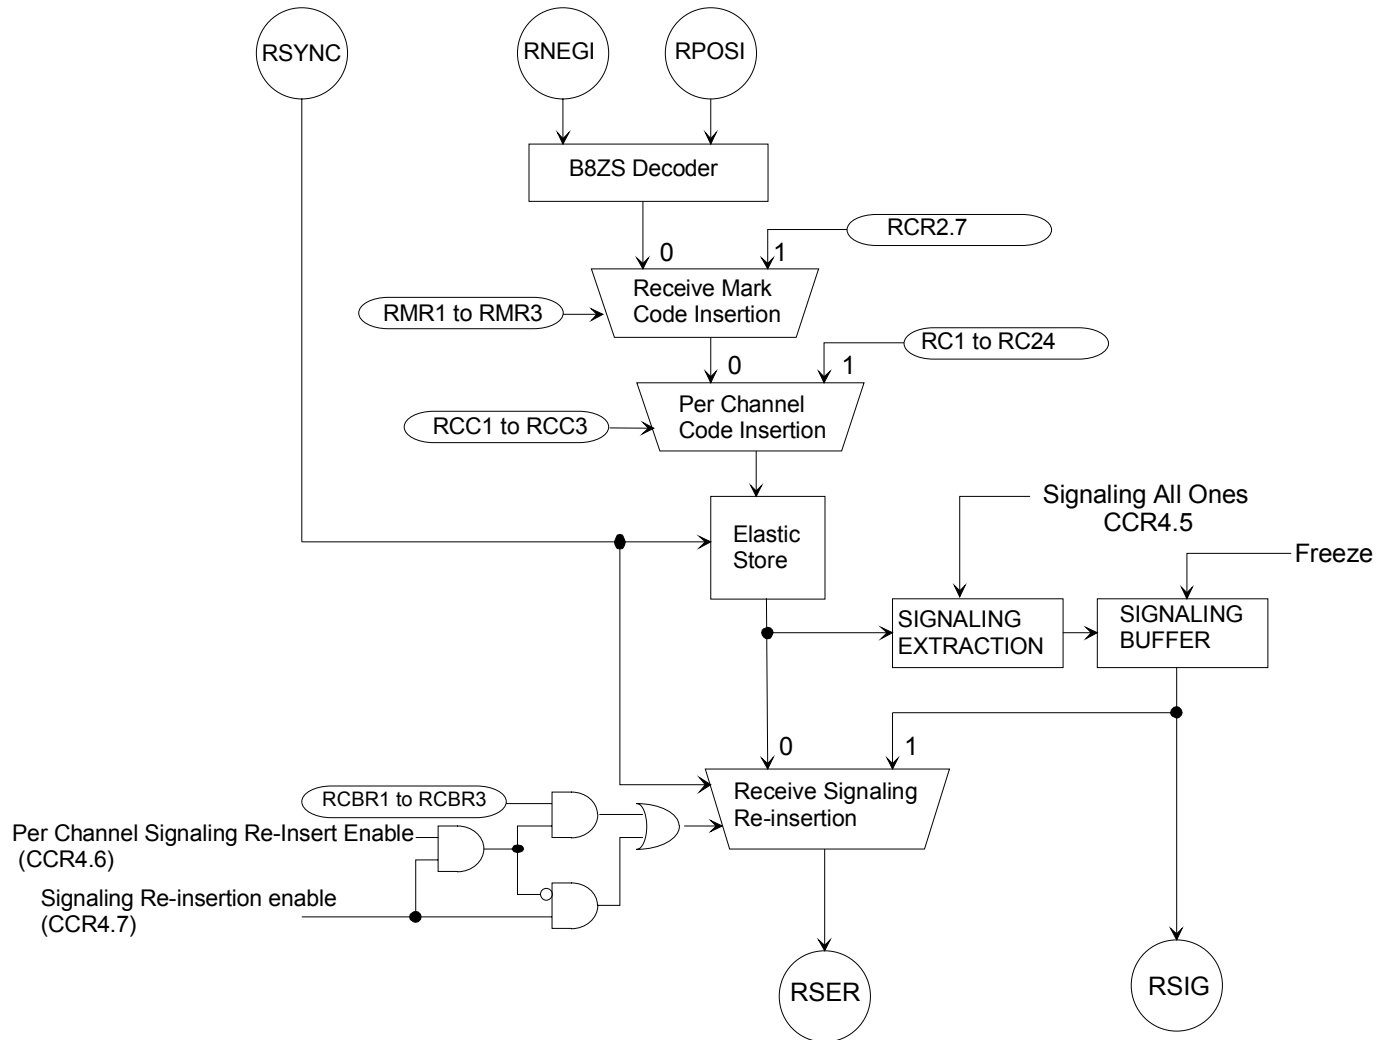 RSYNC
RNEGI
RPOSI
B8ZS Decoder
RCR2.7
0
1
Receive Mark
Code Insertion
RMR1 to RMR3
RC1 to RC24
0
1
Per Channel
Code Insertion
RCC1 to RCC3
Signaling All Ones
CCR4.5
Elastic
Store
Freeze
SIGNALING
EXTRACTION
SIGNALING
BUFFER
0
1
Receive Signaling
Re-insertion
RCBR1 to RCBR3
Per Channel Signaling Re-Insert Enable
(CCR4.6)
Signaling Re-insertion enable
(CCR4.7)
RSER
RSIG